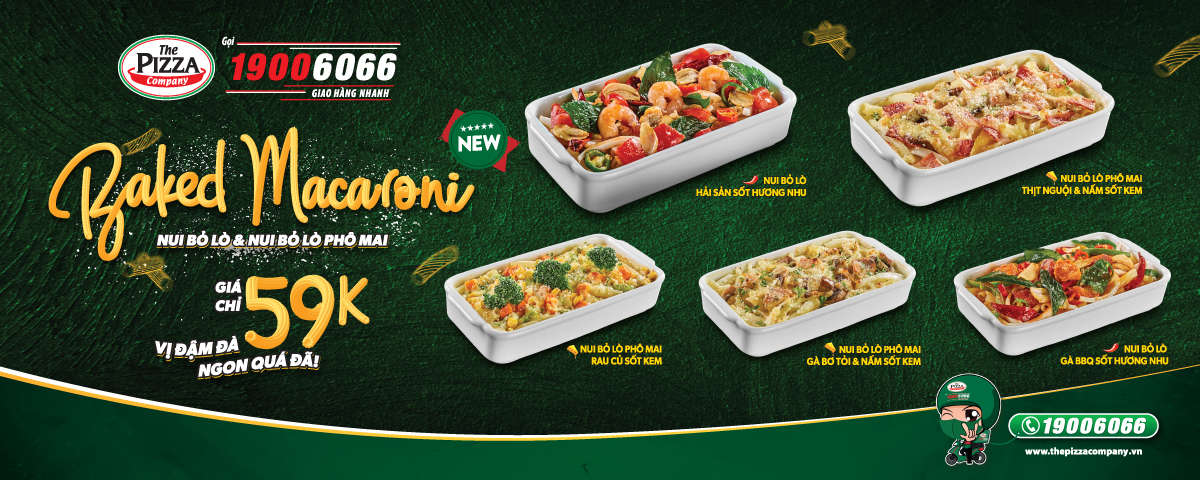 The
PIZZA
Company
Gọi
19006066
GIAO HÀNG NHANH
NEW
Baked Macaroni
NUI BỎ LÒ & NUI BỎ LÒ PHÔ MAI
GIÁ
CHỈ
59K
VỊ ĐẬM ĐÀ
NGON QUÁ ĐÃ!
NUI BỎ LÒ
HẢI SẢN SỐT HƯƠNG NHU
NUI BỎ LÒ PHÔ MAI
THỊT NGUỘI & NẤM SỐT KEM
NUI BỎ LÒ PHÔ MAI
RAU CỦ SỐT KEM
NUI BỎ LÒ PHÔ MAI
GÀ BƠ TỎI & NẤM SỐT KEM
NUI BỎ LÒ
GÀ BBQ SỐT HƯƠNG NHU
PIZZA
19006066
www.thepizzacompany.vn